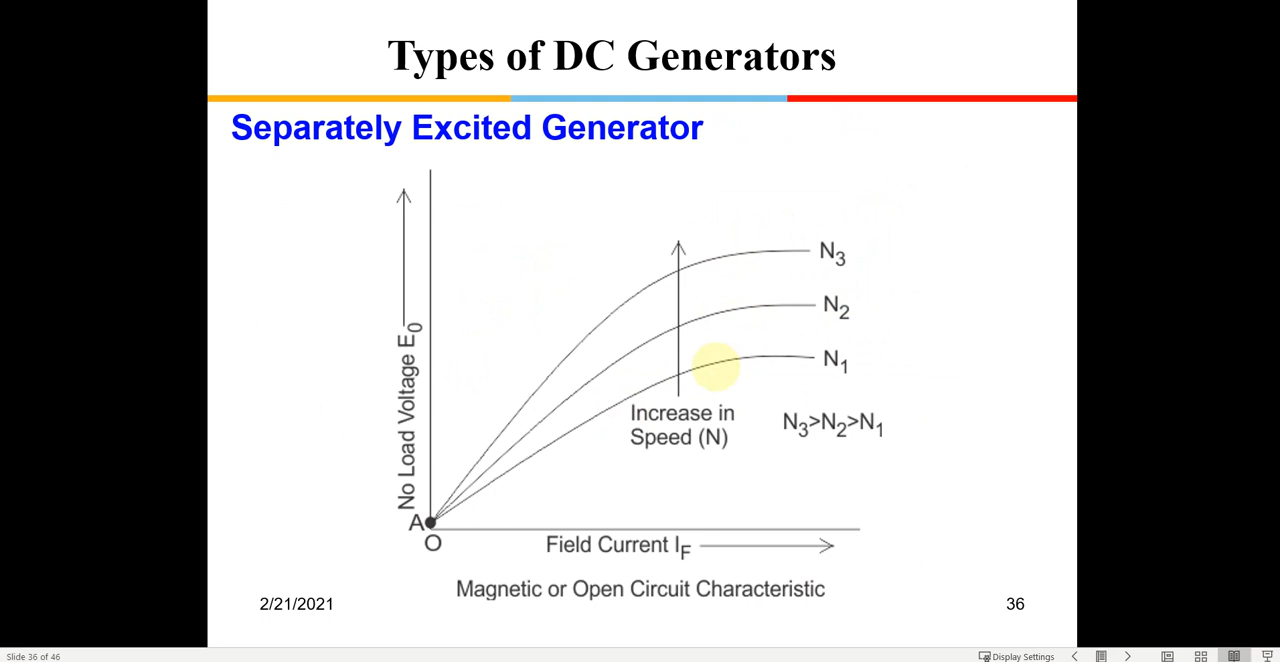 Types of DC Generators
Separately Excited Generator
No Load Voltage E₀
N₃
N₂
N₁
Increase in
Speed (N)
N₃>N₂>N₁
A
O
Field Current I_F
Magnetic or Open Circuit Characteristic
2/21/2021
36
Slide 36 of 46
Display Settings